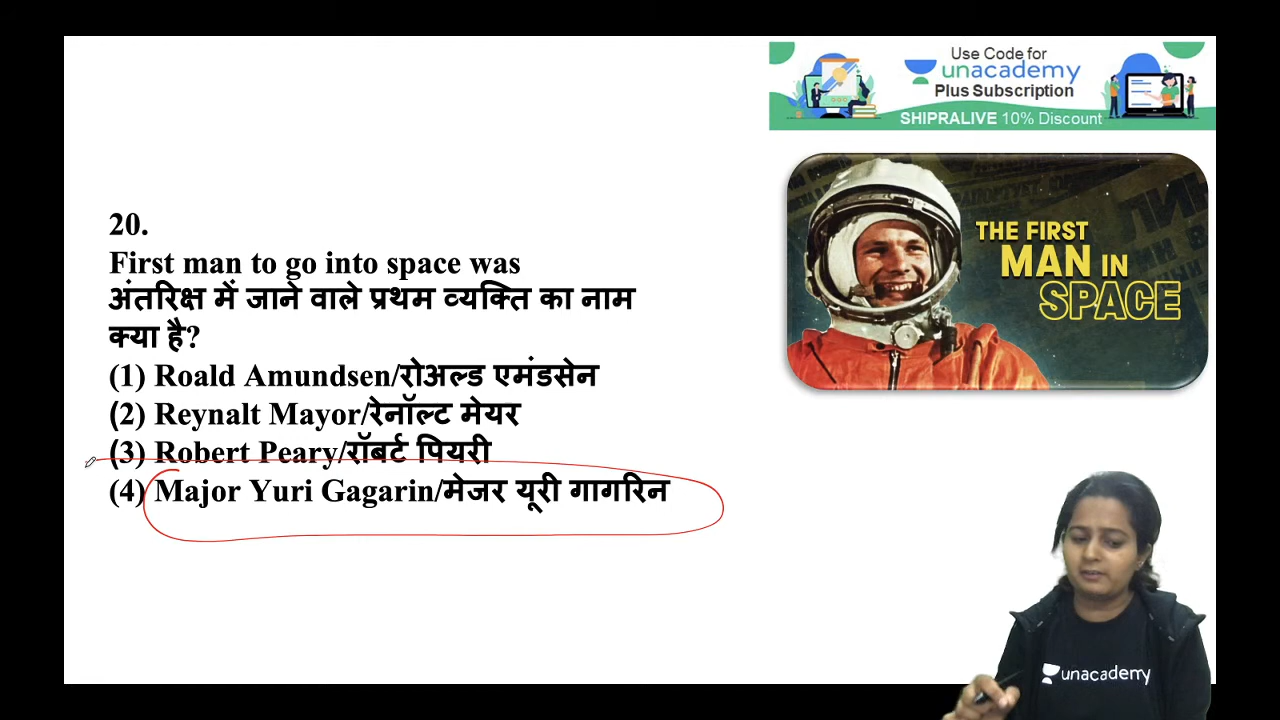 Use Code for
unacademy
Plus Subscription
SHIPRALIVE 10% Discount
THE FIRST
MAN IN
SPACE
20.
First man to go into space was
अंतरिक्ष में जाने वाले प्रथम व्यक्ति का नाम
क्या है?
(1) Roald Amundsen/रोअल्ड एमंडसेन
(2) Reynalt Mayor/रेनॉल्ट मेयर
(3) Robert Peary/रॉबर्ट पियरी
(4) Major Yuri Gagarin/मेजर यूरी गागरिन
unacademy